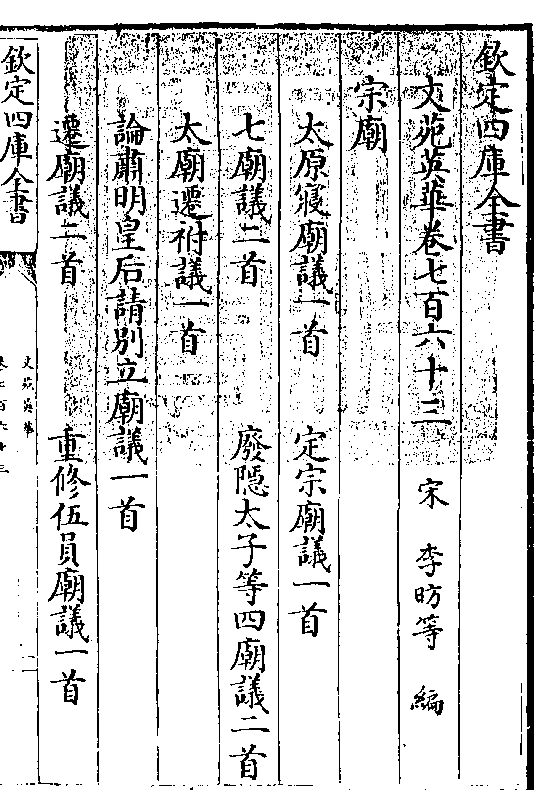 欽定四庫全書
文苑英華卷七百六十三　宋　李昉等　編
宗廟
太原寢廟議一首　定宗廟議一首
七廟議二首　廢隱太子等四廟議二首
太廟遷祔議一首
論肅明皇后請別立廟議一首
遷廟議二首　重修伍員廟議一首
欽定四庫全書
文苑英華
卷七百六十三
一